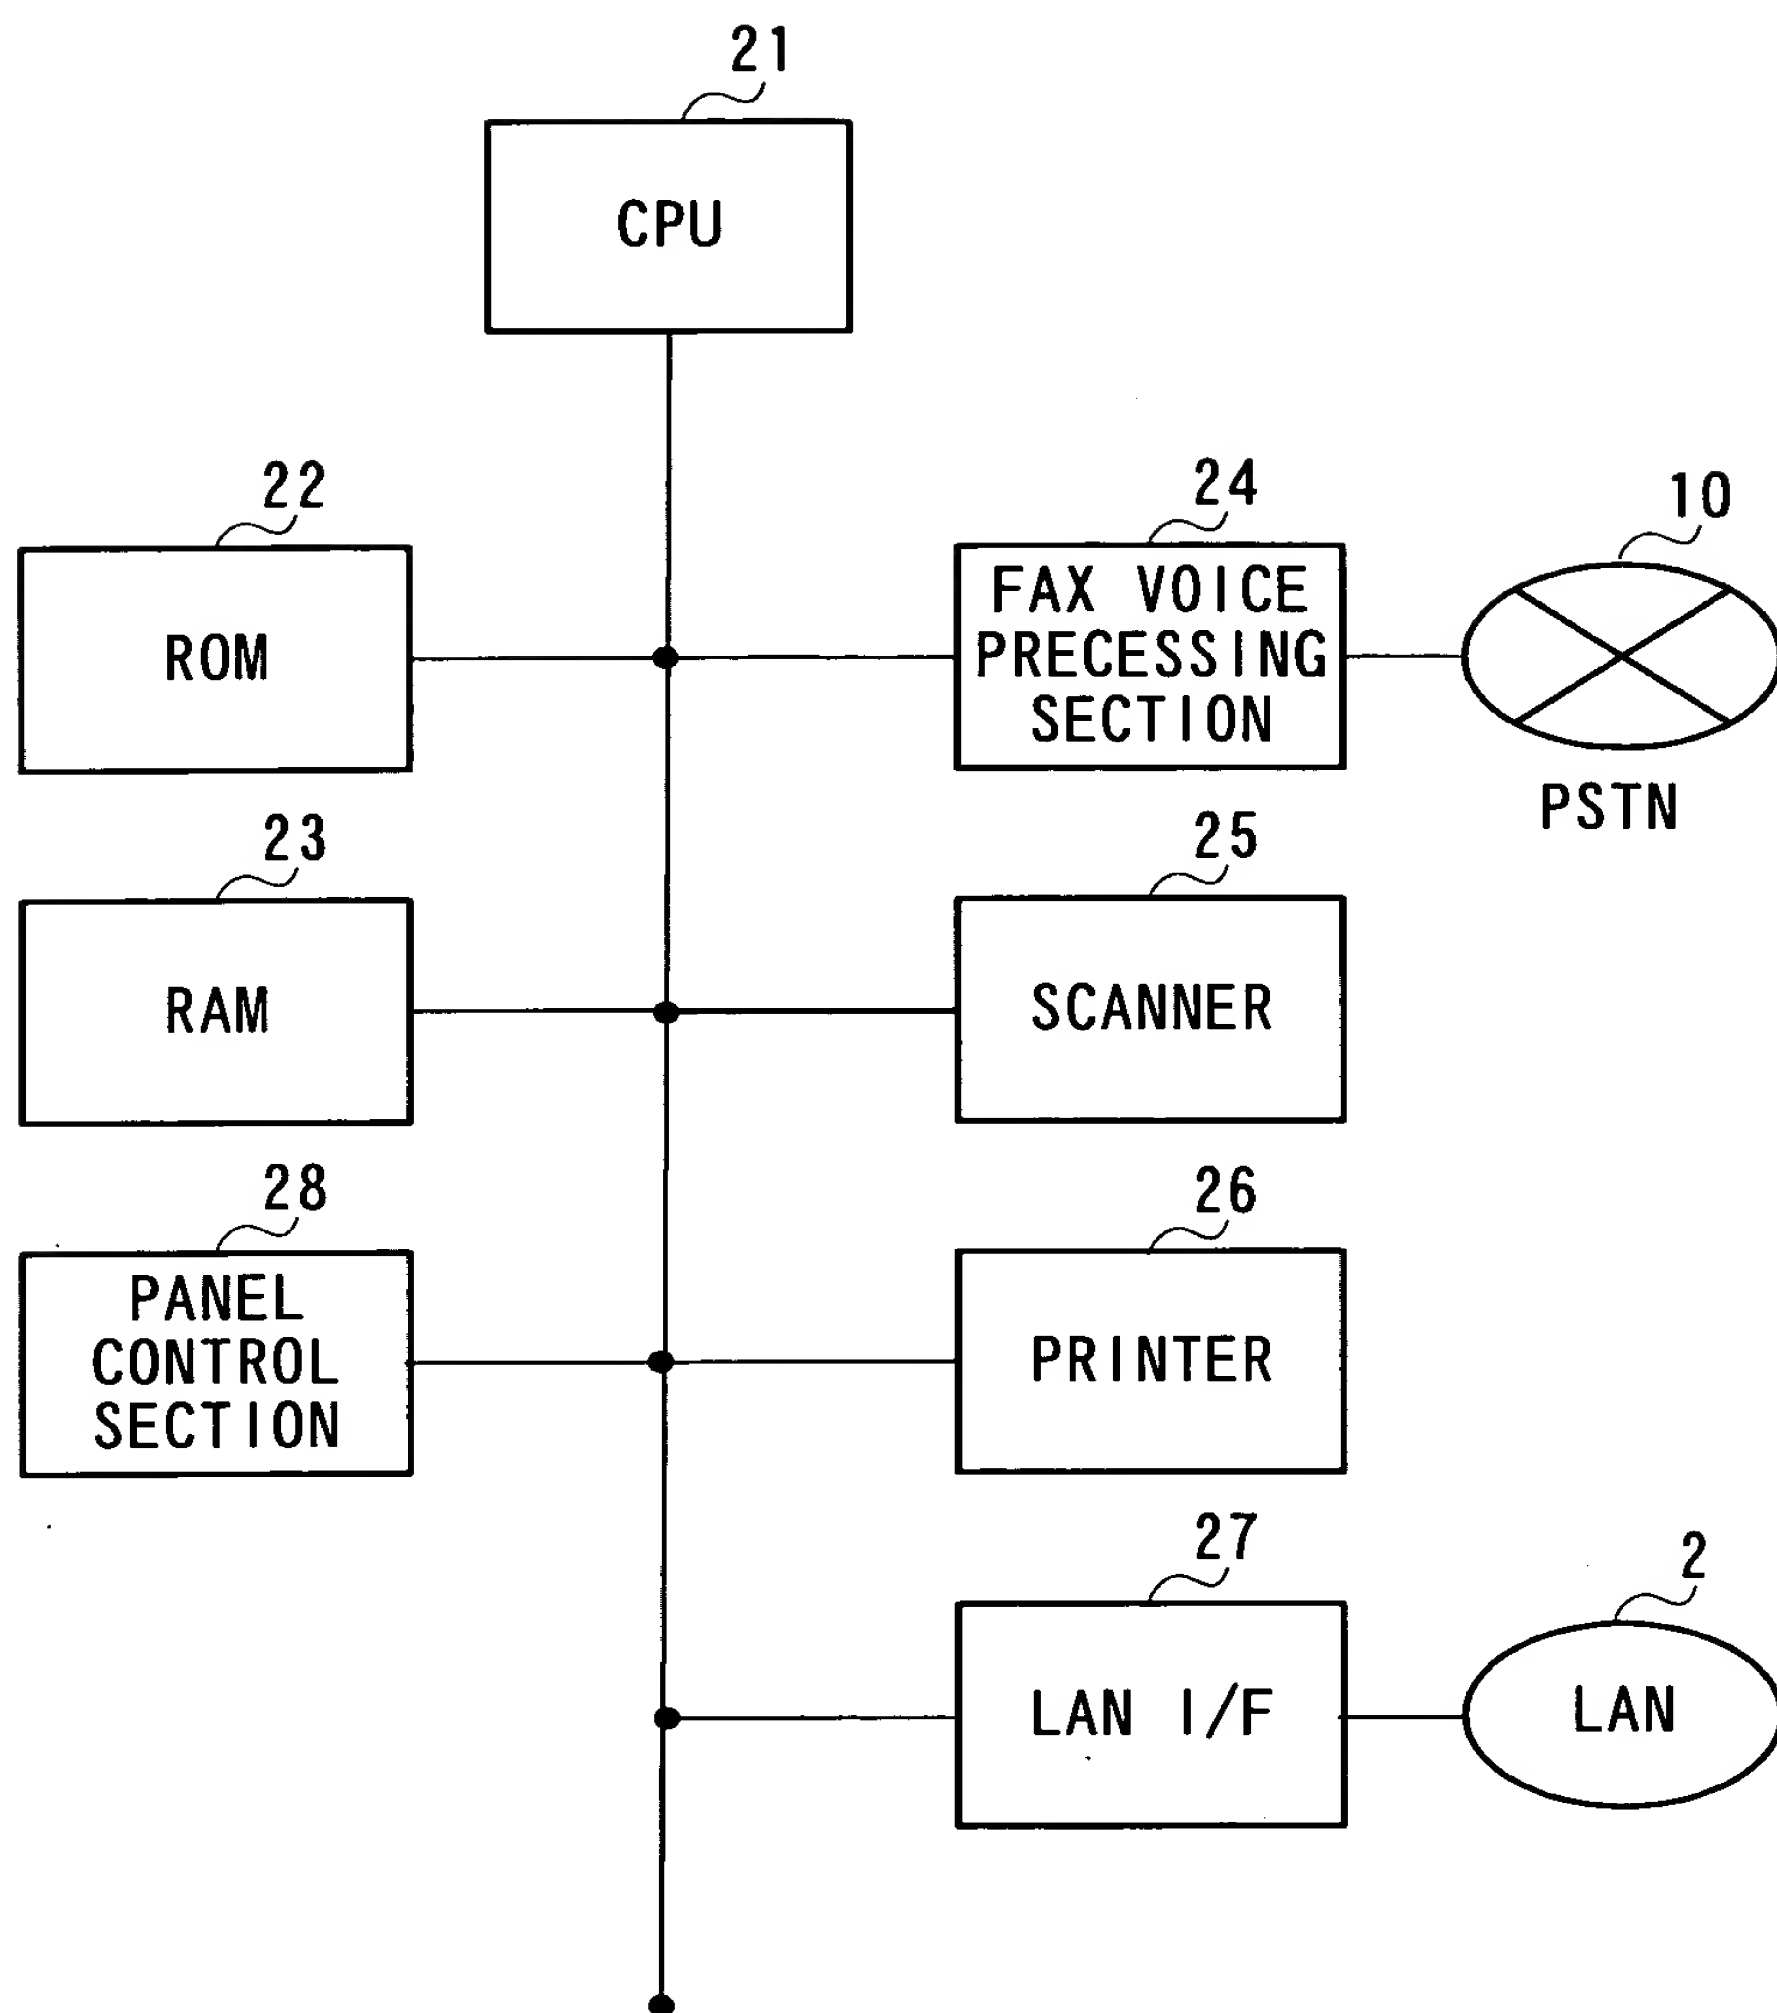 21
CPU
22
ROM
24
FAX VOICE
PRECESSING
SECTION
10
PSTN
23
RAM
25
SCANNER
28
PANEL
CONTROL
SECTION
26
PRINTER
27
LAN I/F
2
LAN